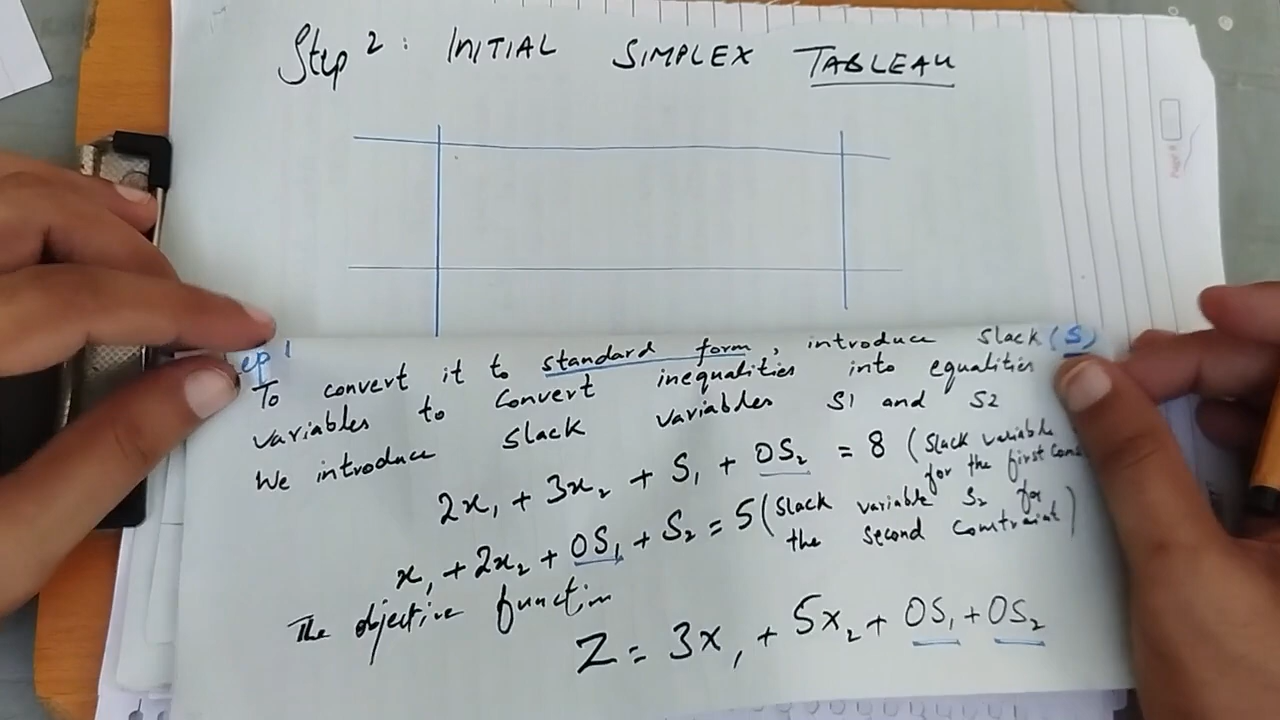 Step 2: INITIAL SIMPLEX TABLEAU
ep 1
To convert it to standard form, introduce slack (S)
variables to convert inequalities into equalities
We introduce slack variables S1 and S2
2x₁ + 3x₂ + S₁ + 0S₂ = 8 (slack variable
for the first
x₁ + 2x₂ + 0S₁ + S₂ = 5 (slack variable S₂ for
the second constraint)
The objective function
Z = 3x₁ + 5x₂ + 0S₁ + 0S₂